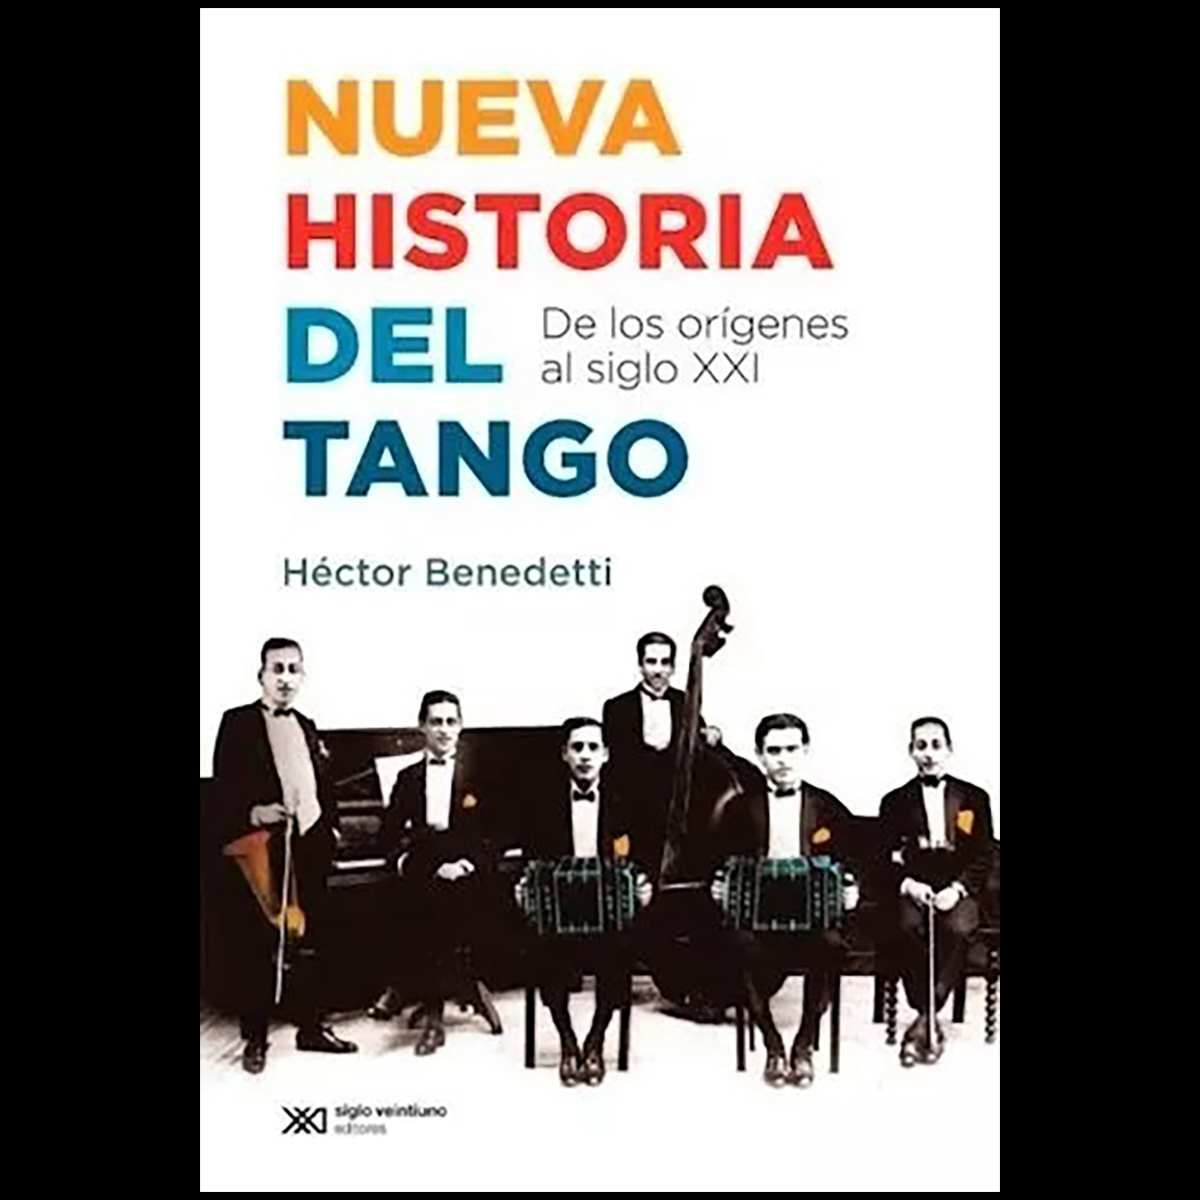 NUEVA
HISTORIA
DEL
TANGO
De los orígenes
al siglo XXI
Héctor Benedetti
siglo veintiuno
editores